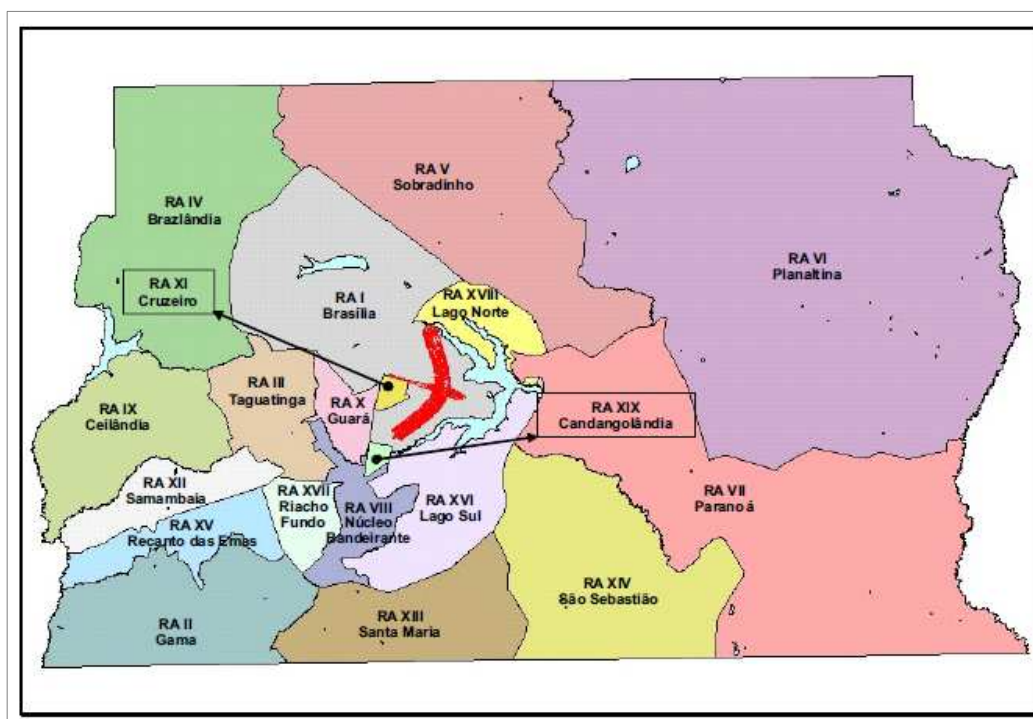 RA V
Sobradinho
RA IV
Brazlândia
RA VI
Planaltina
RA XI
Cruzeiro
RA I
Brasília
RA XVIII
Lago Norte
RA III
Taguatinga
RA X
Guará
RA IX
Ceilândia
RA XIX
Candangolândia
RA XII
Samambaia
RA XVII
Riacho
Fundo
RA VIII
Núcleo
Bandeirante
RA XVI
Lago Sul
RA VII
Paranoá
RA XV
Recanto das Emas
RA XIV
São Sebastião
RA II
Gama
RA XIII
Santa Maria